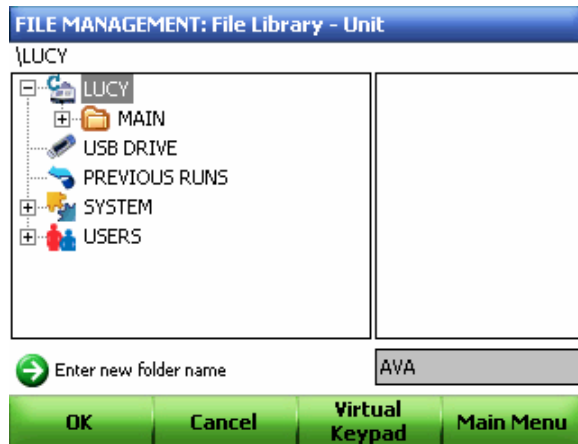 FILE MANAGEMENT: File Library - Unit
\LUCY
LUCY
MAIN
USB DRIVE
PREVIOUS RUNS
SYSTEM
USERS
Enter new folder name
AVA
OK
Cancel
Virtual
Keypad
Main Menu